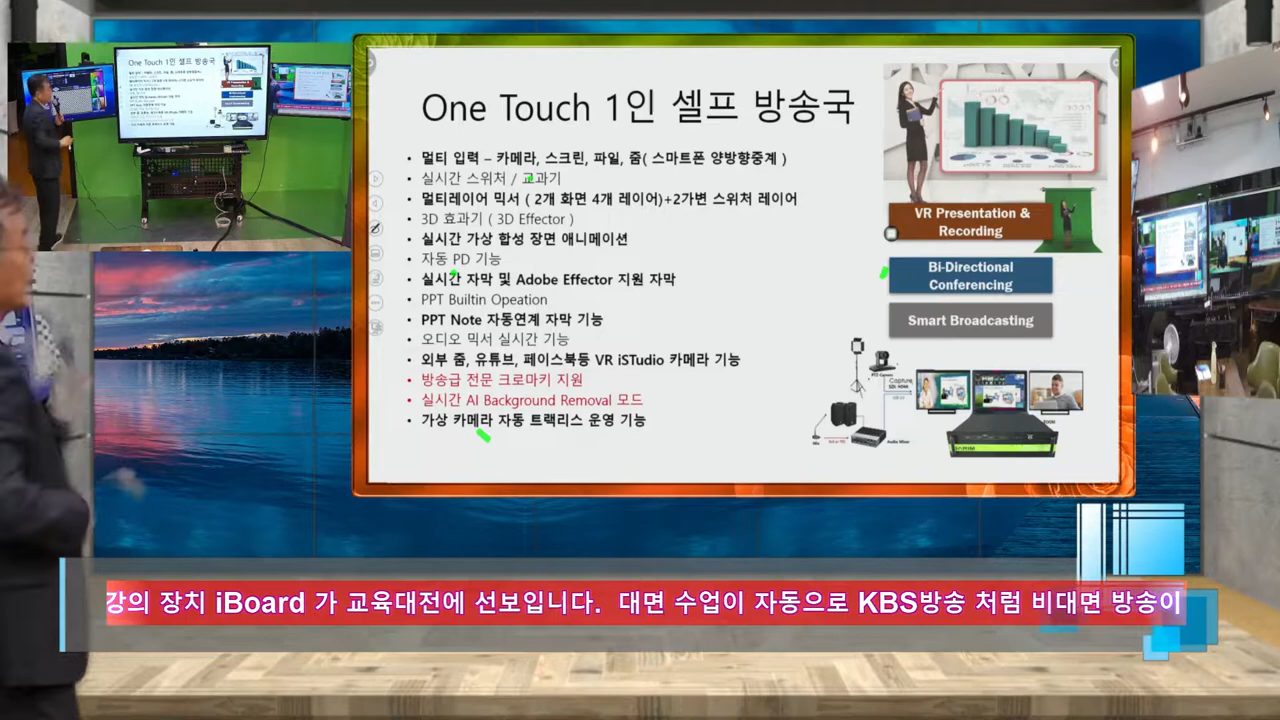 One Touch 1인 셀프 방송국
• 멀티 입력 – 카메라, 스크린, 파일, 줌( 스마트폰 양방향중계 )
• 실시간 스위처 / 교과기
• 멀티레이어 믹서 ( 2개 화면 4개 레이어)+2가변 스위처 레이어
• 3D 효과기 ( 3D Effector )
• 실시간 가상 합성 장면 애니메이션
• 자동 PD 기능
• 실시간 자막 및 Adobe Effector 지원 자막
• PPT Builtin Opeation
• PPT Note 자동연계 자막 기능
• 오디오 믹서 실시간 기능
• 외부 줌, 유튜브, 페이스북등 VR iSTudio 카메라 기능
• 방송급 전문 크로마키 지원
• 실시간 AI Background Removal 모드
• 가상 카메라 자동 트랙리스 운영 기능
VR Presentation &
Recording
Bi-Directional
Conferencing
Smart Broadcasting
Capture
Audio Mixer
One Touch 1인 셀프 방송국
강의 장치 iBoard 가 교육대전에 선보입니다. 대면 수업이 자동으로 KBS방송 처럼 비대면 방송이